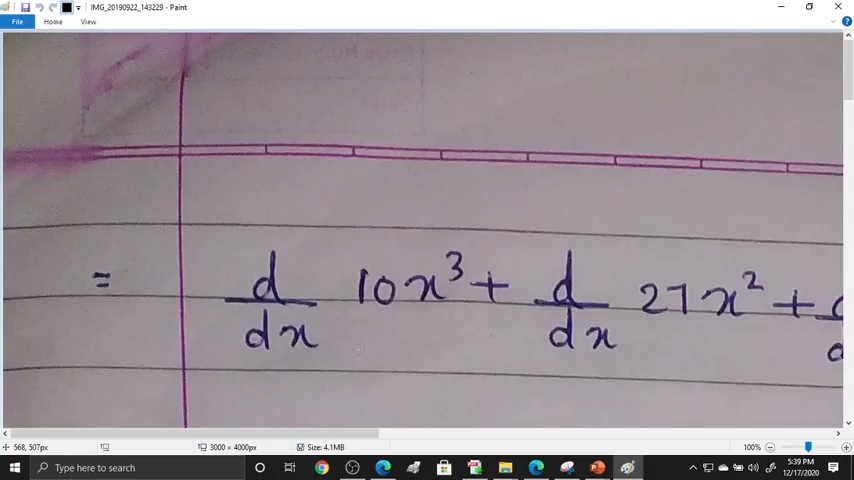 IMG_20190922_143229 - Paint
File Home View
= d/dx 10x³ + d/dx 27x² +
568, 507px 3000 × 4000px Size: 4.1MB 100%
Type here to search
5:39 PM
12/17/2020